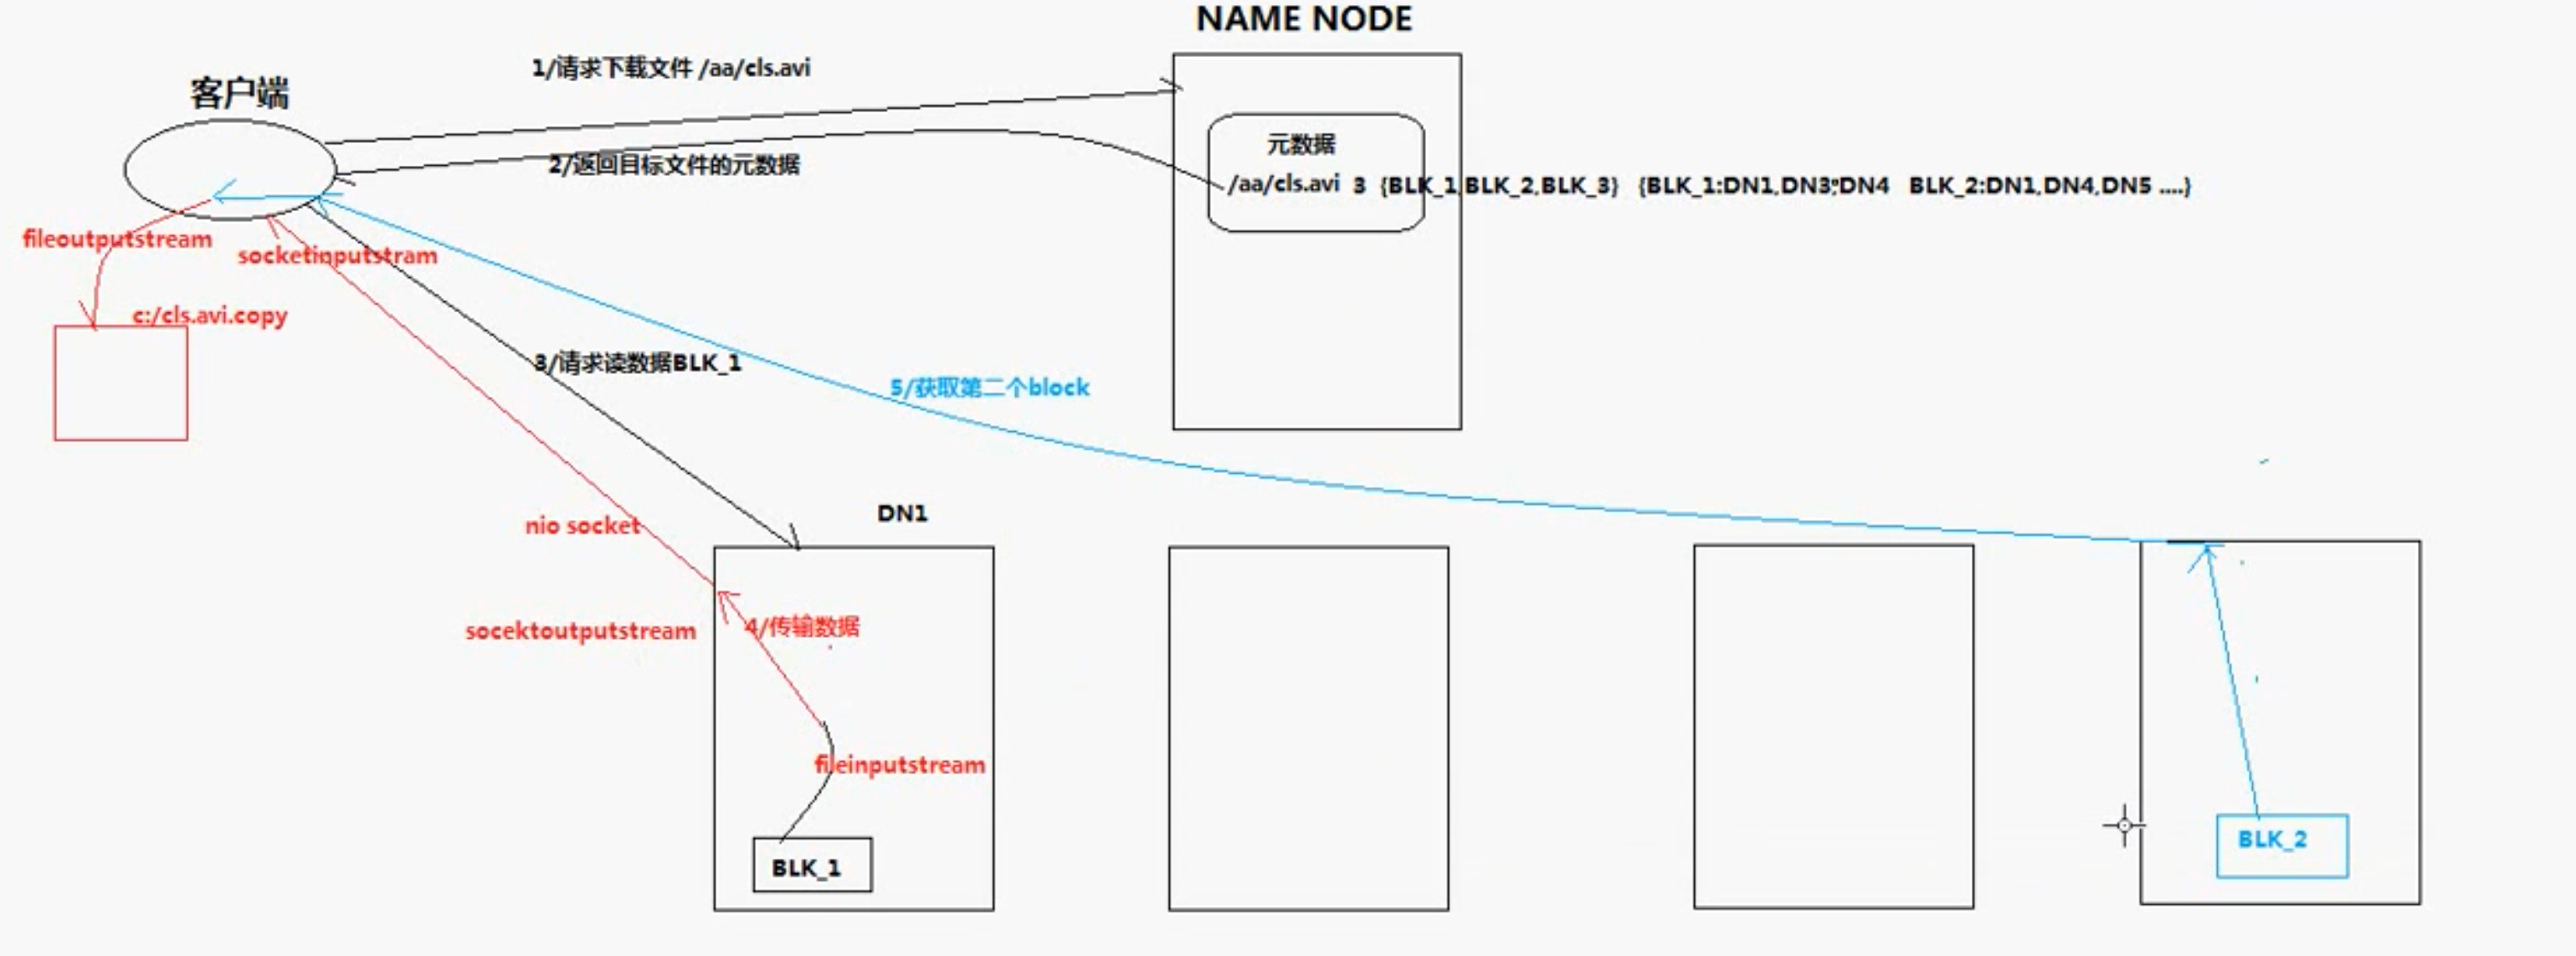 NAME NODE
1/请求下载文件 /aa/cls.avi
客户端
元数据
2/返回目标文件的元数据
/aa/cls.avi 3 {BLK_1,BLK_2,BLK_3} {BLK_1:DN1,DN3,DN4 BLK_2:DN1,DN4,DN5 ....}
fileoutputstream
socketinputstram
c:/cls.avi.copy
3/请求读数据BLK_1
5/获取第二个block
DN1
nio socket
socektoutputstream
4/传输数据
fileinputstream
BLK_1
BLK_2